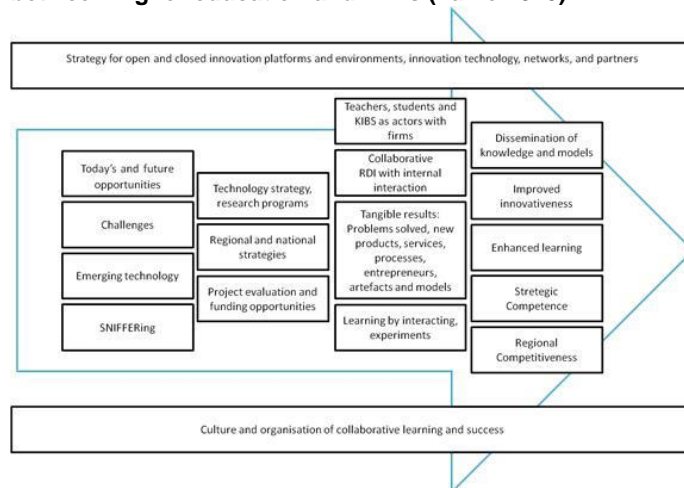 Strategy for open and closed innovation platforms and environments, innovation technology, networks, and partners
Today's and future
opportunities
Challenges
Emerging technology
SNIFFERing
Technology strategy,
research programs
Regional and national
strategies
Project evaluation and
funding opportunities
Teachers, students and
KIBS as actors with
firms
Collaborative
RDI with internal
interaction
Tangible results:
Problems solved, new
products, services,
processes,
entrepreneurs,
artefacts and models
Learning by interacting,
experiments
Dissemination of
knowledge and models
Improved
innovativeness
Enhanced learning
Stretegic
Competence
Regional
Competitiveness
Culture and organisation of collaborative learning and success